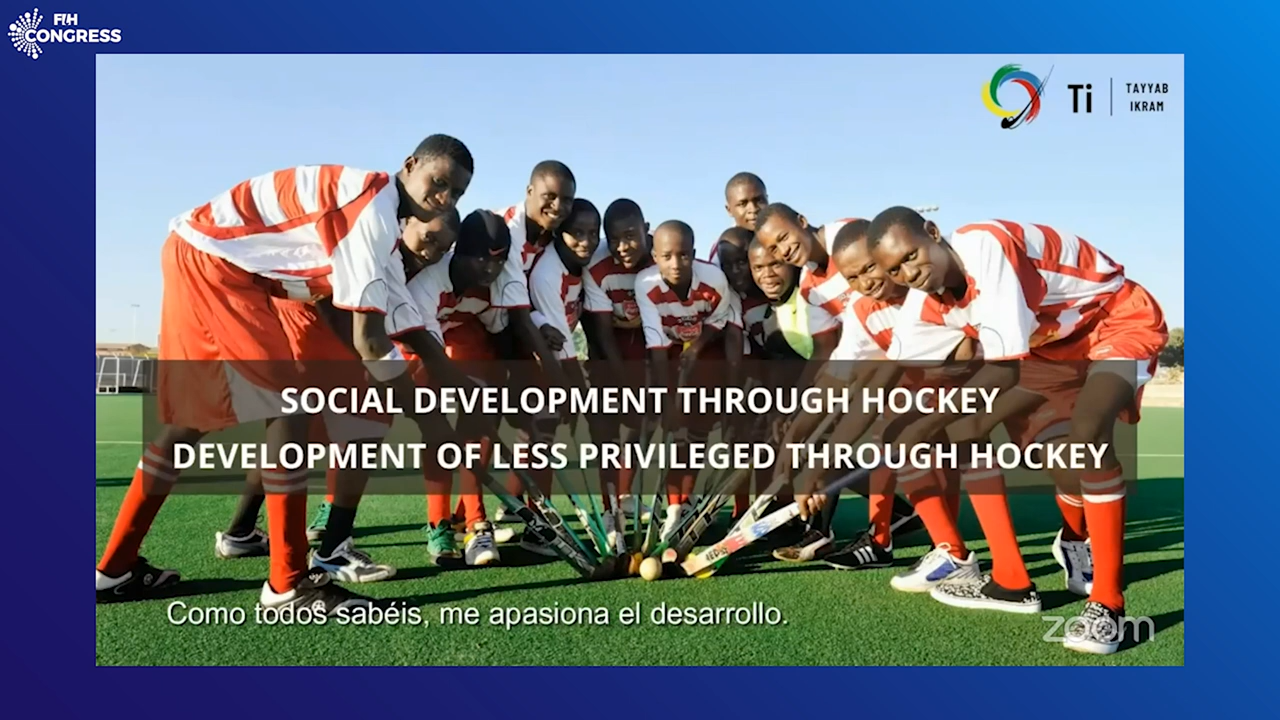 FIH
CONGRESS
Ti
TAYYAB
IKRAM
SOCIAL DEVELOPMENT THROUGH HOCKEY
DEVELOPMENT OF LESS PRIVILEGED THROUGH HOCKEY
Como todos sabéis, me apasiona el desarrollo.
zoom